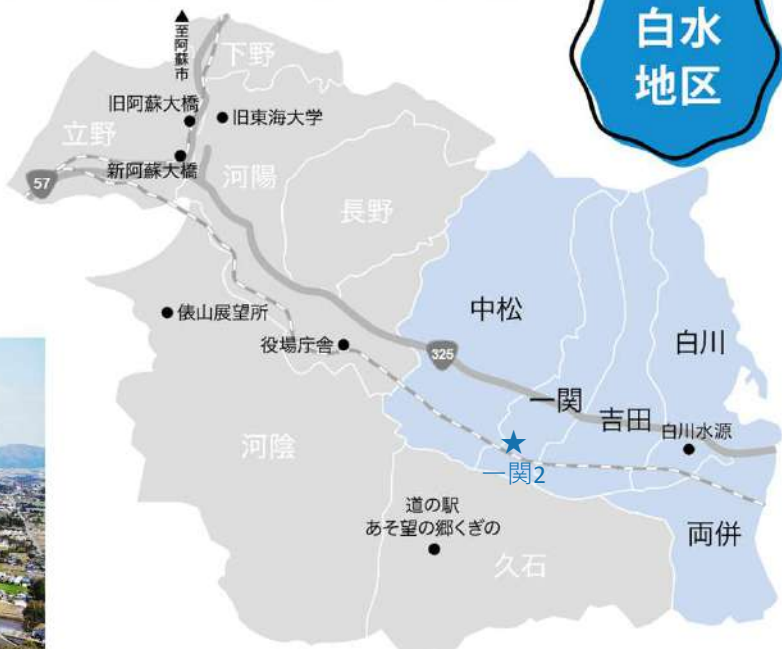 白水
地区
▲至阿蘇市
下野
旧阿蘇大橋
旧東海大学
立野
新阿蘇大橋
57
河陽
長野
俵山展望所
役場庁舎
325
中松
白川
一関
吉田
白川水源
一関2
河陰
道の駅
あそ望の郷くぎの
両併
久石